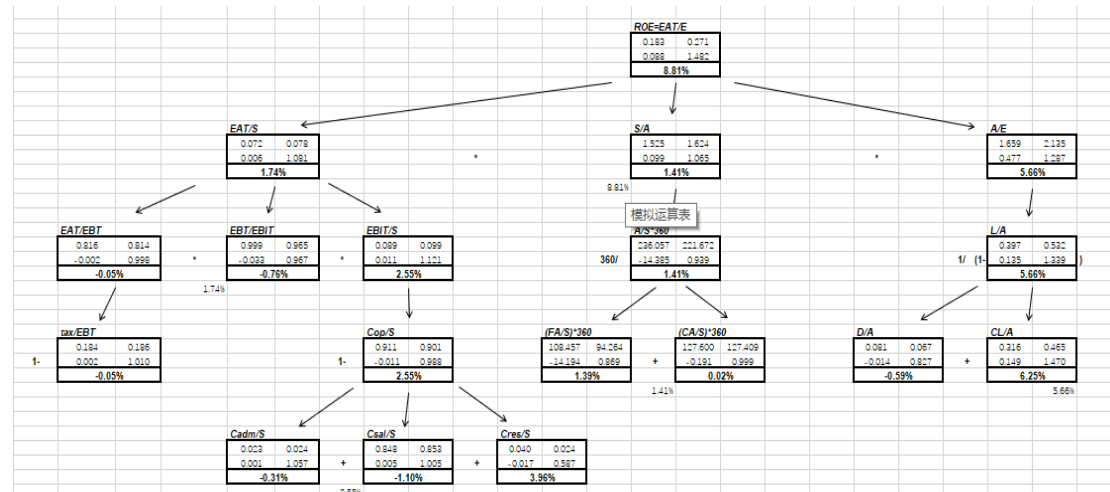 ROE=EAT/E
0.183 0.271
0.088 1.482
8.81%
EAT/S S/A A/E
0.072 0.078 1.525 1.624 1.659 2.135
0.006 1.081 * 0.099 1.065 * 0.477 1.287
1.74% 1.41% 5.66%
8.81%
模拟运算表
EAT/EBT EBT/EBIT EBIT/S A/S*360 L/A
0.816 0.814 0.999 0.965 0.089 0.099 236.057 221.672 0.397 0.532
-0.002 0.998 * -0.033 0.967 * 0.011 1.121 360/ -14.385 0.939 1/ (1- 0.135 1.339 )
-0.05% -0.76% 2.55% 1.41% 5.66%
1.74%
tax/EBT Cop/S (FA/S)*360 (CA/S)*360 D/A CL/A
0.184 0.186 0.911 0.901 108.457 94.264 127.600 127.409 0.081 0.067 0.316 0.465
1- 0.002 1.010 1- -0.011 0.988 -14.194 0.869 + -0.191 0.999 -0.014 0.827 + 0.149 1.470
-0.05% 2.55% 1.39% 0.02% -0.59% 6.25%
1.41% 5.66%
Cadm/S Csal/S Cres/S
0.023 0.024 0.848 0.853 0.040 0.024
0.001 1.057 + 0.005 1.005 + -0.017 0.587
-0.31% -1.10% 3.96%